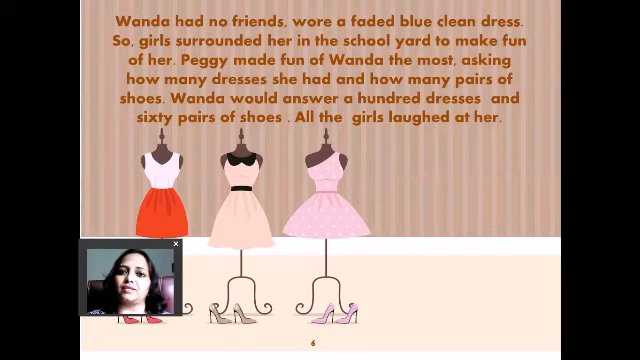 Wanda had no friends, wore a faded blue clean dress.
So, girls surrounded her in the school yard to make fun
of her. Peggy made fun of Wanda the most, asking
how many dresses she had and how many pairs of
shoes. Wanda would answer a hundred dresses and
sixty pairs of shoes . All the girls laughed at her.
6